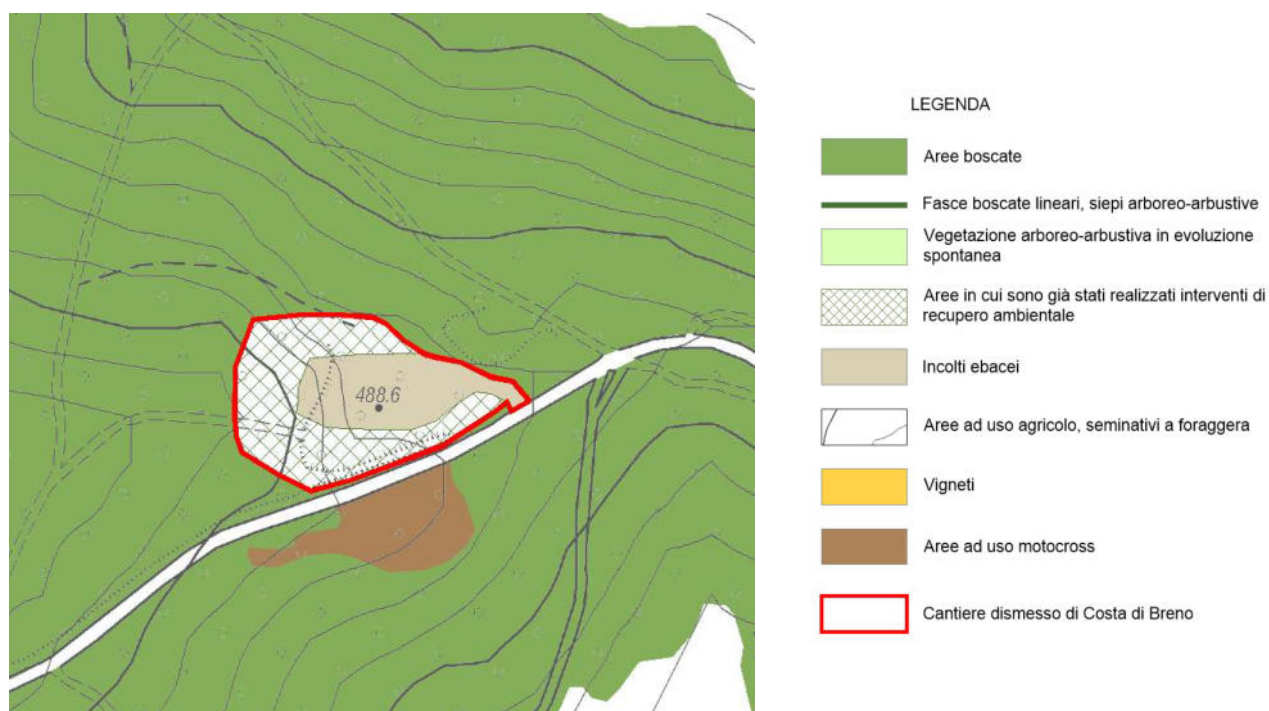 488.6
LEGENDA
Aree boscate
Fasce boscate lineari, siepi arboreo-arbustive
Vegetazione arboreo-arbustiva in evoluzione
spontanea
Aree in cui sono già stati realizzati interventi di
recupero ambientale
Incolti ebacei
Aree ad uso agricolo, seminativi a foraggera
Vigneti
Aree ad uso motocross
Cantiere dismesso di Costa di Breno